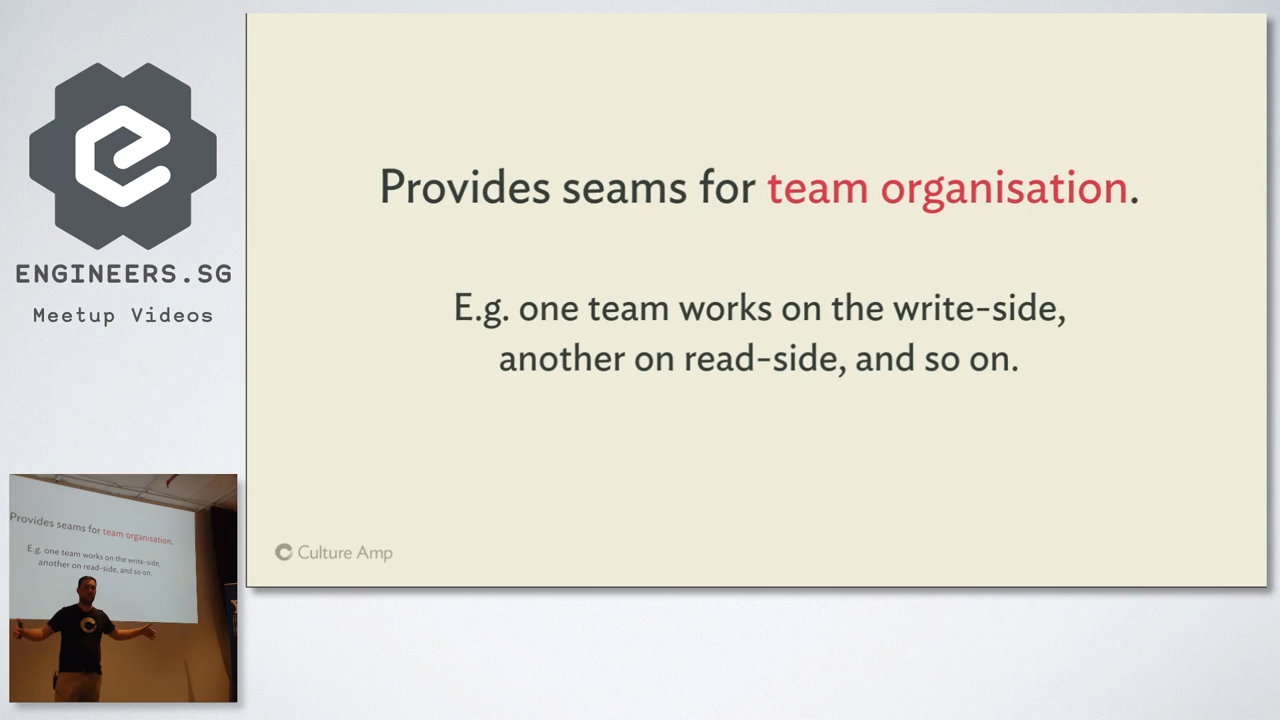 ENGINEERS.SG
Meetup Videos
Provides seams for team organisation.
E.g. one team works on the write-side,
another on read-side, and so on.
Culture Amp
Provides seams for team organisation.
E.g. one team works on the write-side,
another on read-side, and so on.